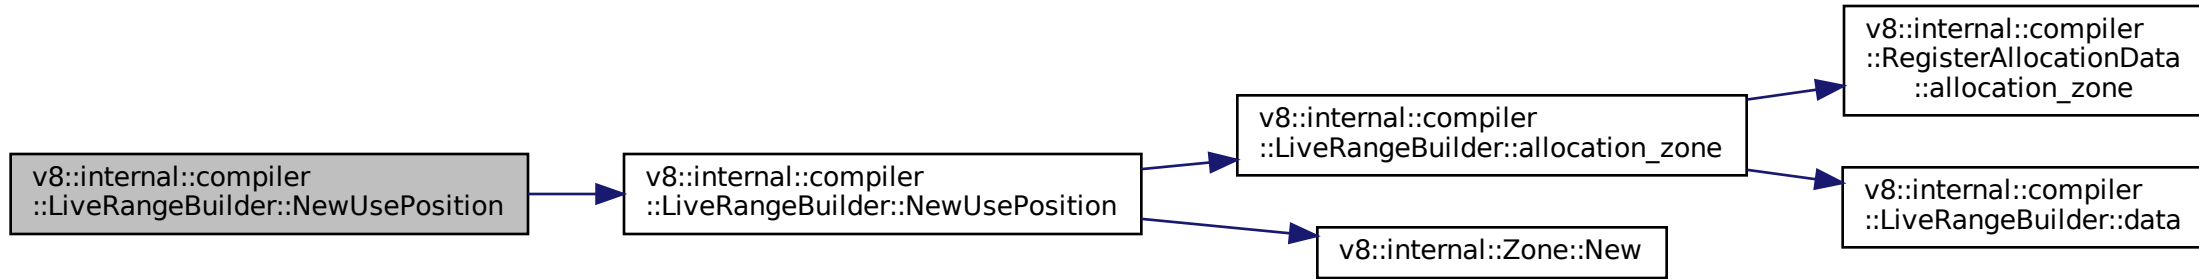 v8::internal::compiler
::LiveRangeBuilder::NewUsePosition
v8::internal::compiler
::LiveRangeBuilder::NewUsePosition
v8::internal::compiler
::LiveRangeBuilder::allocation_zone
v8::internal::Zone::New
v8::internal::compiler
::RegisterAllocationData
::allocation_zone
v8::internal::compiler
::LiveRangeBuilder::data